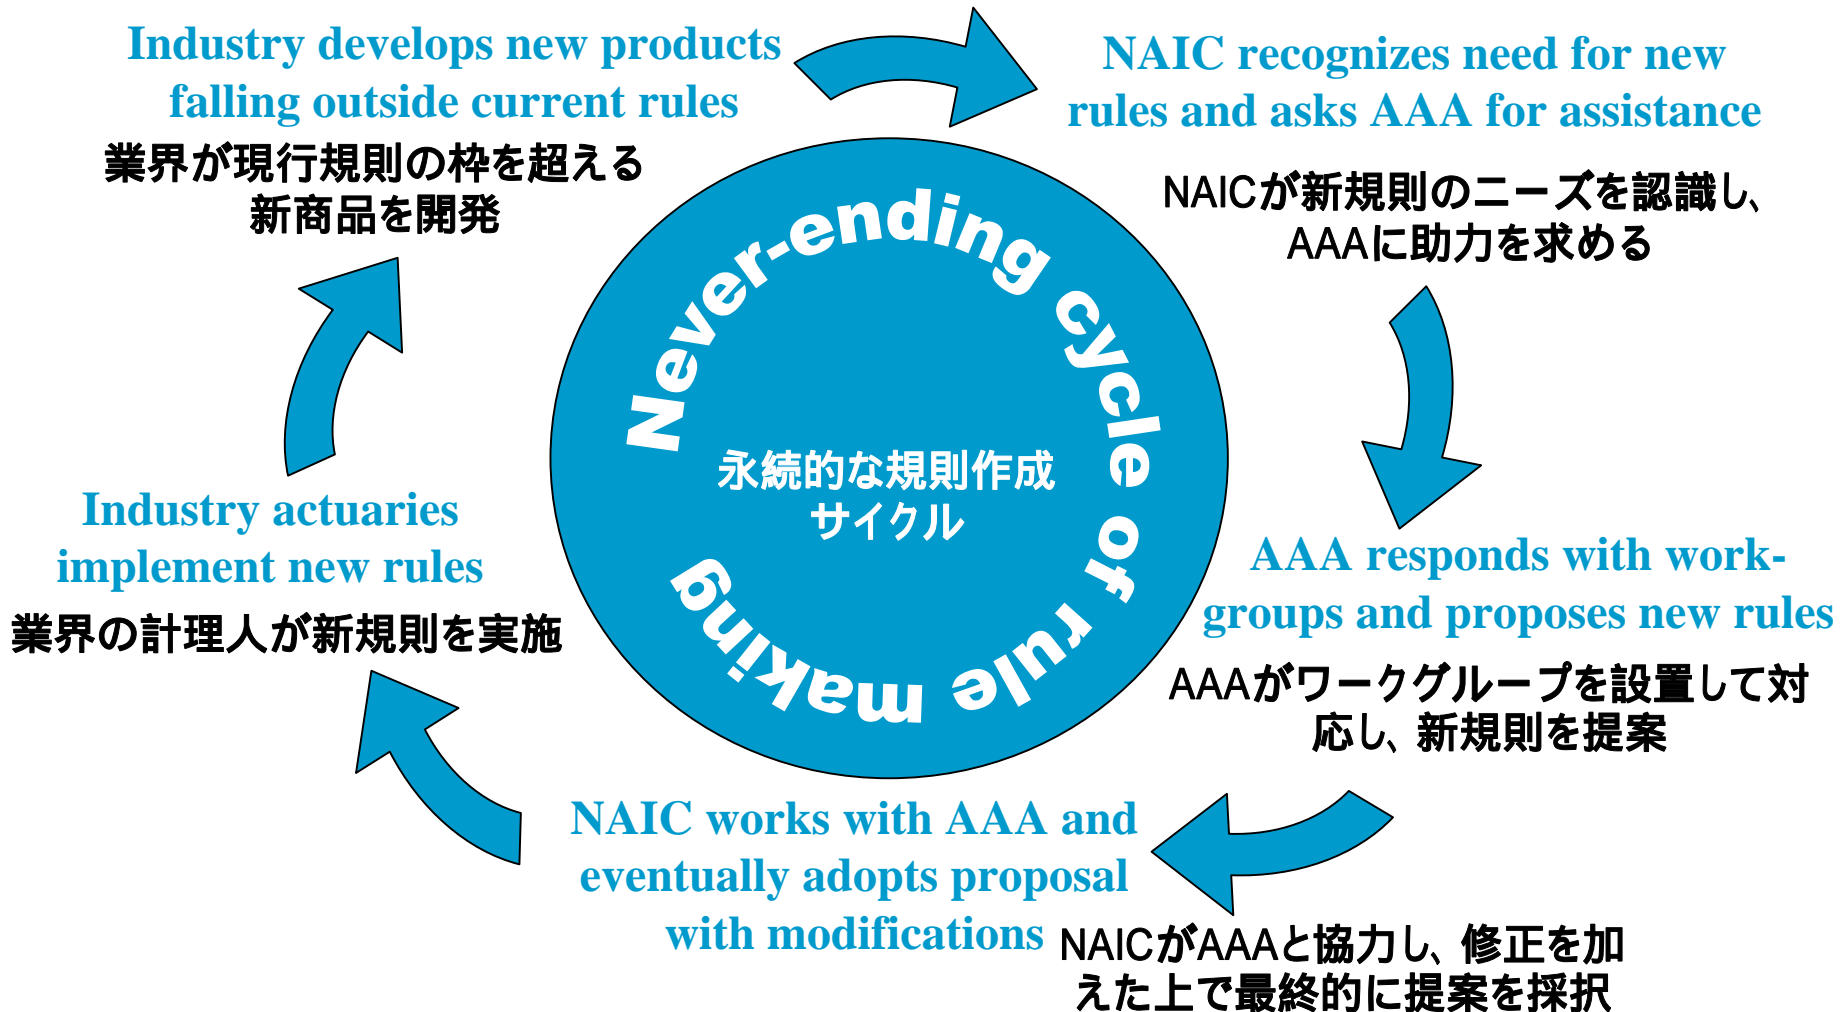 Industry develops new products
falling outside current rules
業界が現行規則の枠を超える
新商品を開発
NAIC recognizes need for new
rules and asks AAA for assistance
NAICが新規則のニーズを認識し、
AAAに助力を求める
AAA responds with work-
groups and proposes new rules
AAAがワークグループを設置して対
応し、新規則を提案
NAIC works with AAA and
eventually adopts proposal
with modifications
NAICがAAAと協力し、修正を加
えた上で最終的に提案を採択
Industry actuaries
implement new rules
業界の計理人が新規則を実施
Never-ending cycle of rule making
永続的な規則作成
サイクル